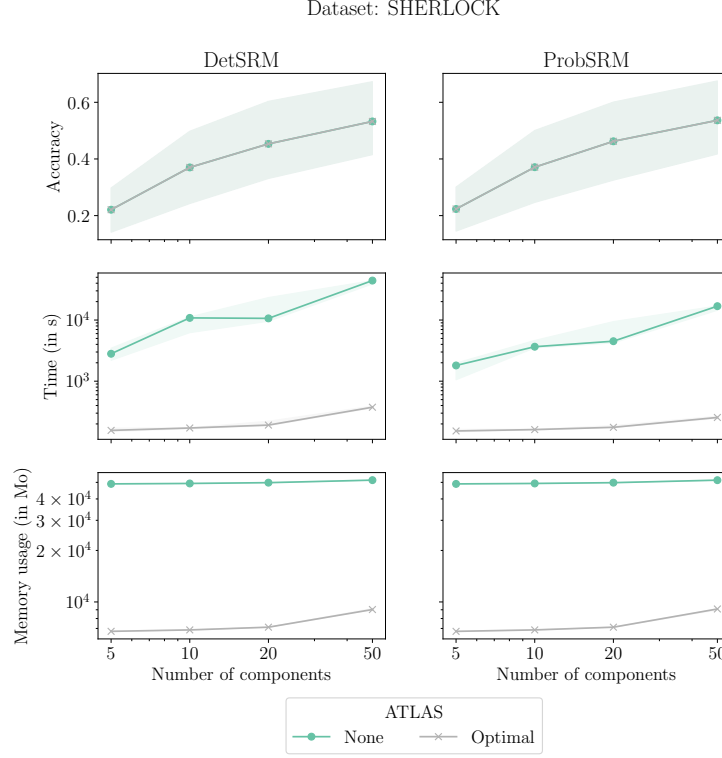 Dataset: SHERLOCK
DetSRM
ProbSRM
Accuracy
0.6
0.4
0.2
Time (in s)
10^4
10^3
Memory usage (in Mo)
4 × 10^4
3 × 10^4
2 × 10^4
10^4
5 10 20 50
5 10 20 50
Number of components
Number of components
ATLAS
None
Optimal